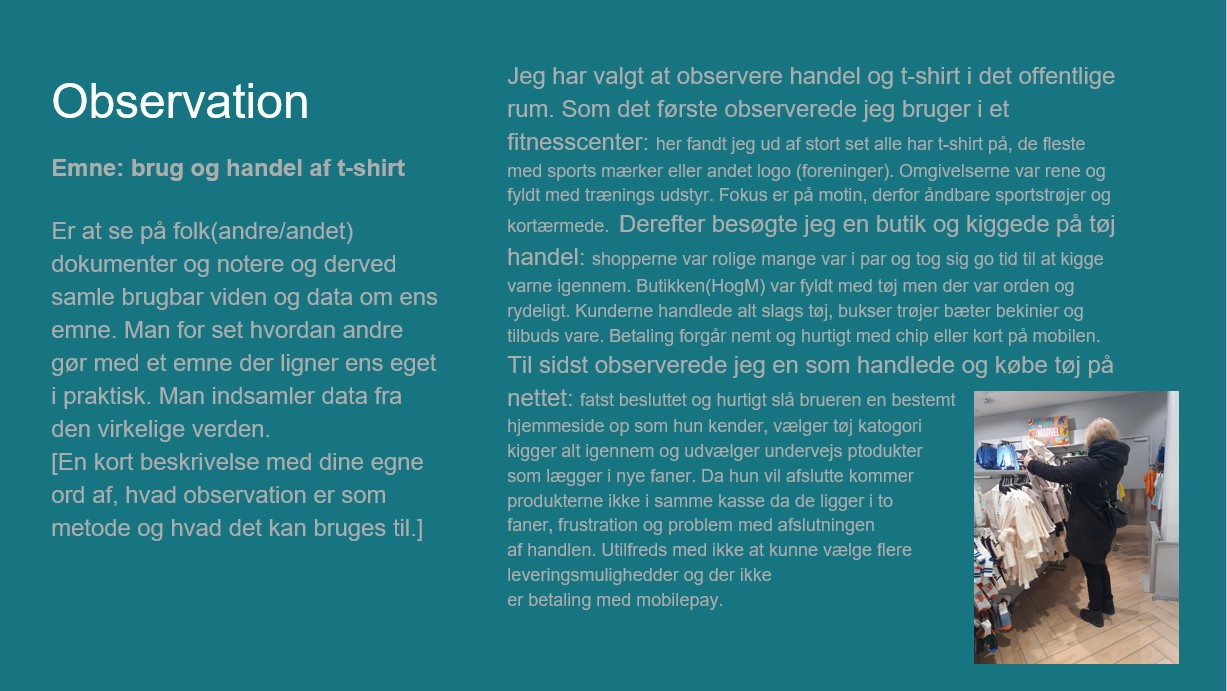 Observation
Emne: brug og handel af t-shirt
Er at se på folk(andre/andet)
dokumenter og notere og derved
samle brugbar viden og data om ens
emne. Man for set hvordan andre
gør med et emne der ligner ens eget
i praktisk. Man indsamler data fra
den virkelige verden.
[En kort beskrivelse med dine egne
ord af, hvad observation er som
metode og hvad det kan bruges til.]
Jeg har valgt at observere handel og t-shirt i det offentlige
rum. Som det første observerede jeg bruger i et
fitnesscenter: her fandt jeg ud af stort set alle har t-shirt på, de fleste
med sports mærker eller andet logo (foreninger). Omgivelserne var rene og
fyldt med trænings udstyr. Fokus er på motin, derfor åndbare sportstrøjer og
kortærmede. Derefter besøgte jeg en butik og kiggede på tøj
handel: shopperne var rolige mange var i par og tog sig go tid til at kigge
varne igennem. Butikken(HogM) var fyldt med tøj men der var orden og
rydeligt. Kunderne handlede alt slags tøj, bukser trøjer bæter bekinier og
tilbuds vare. Betaling forgår nemt og hurtigt med chip eller kort på mobilen.
Til sidst observerede jeg en som handlede og købe tøj på
nettet: fatst besluttet og hurtigt slå brueren en bestemt
hjemmeside op som hun kender, vælger tøj katogori
kigger alt igennem og udvælger undervejs ptodukter
som lægger i nye faner. Da hun vil afslutte kommer
produkterne ikke i samme kasse da de ligger i to
faner, frustration og problem med afslutningen
af handlen. Utilfreds med ikke at kunne vælge flere
leveringsmulighedder og der ikke
er betaling med mobilepay.
MARVEL